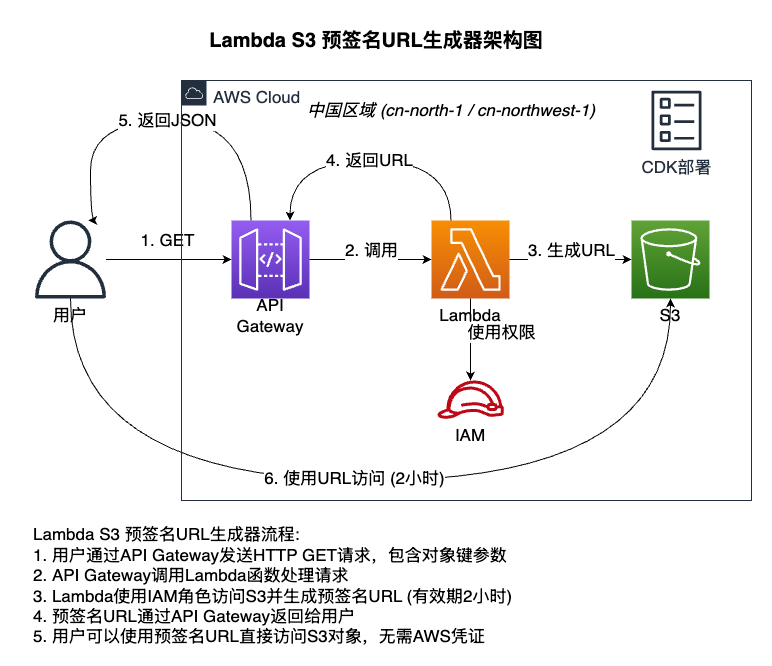 Lambda S3 预签名URL生成器架构图
AWS Cloud
中国区域 (cn-north-1 / cn-northwest-1)
5. 返回JSON
CDK部署
4. 返回URL
1. GET
2. 调用
3. 生成URL
用户
API
Gateway
Lambda
S3
使用权限
IAM
6. 使用URL访问 (2小时)
Lambda S3 预签名URL生成器流程:
1. 用户通过API Gateway发送HTTP GET请求，包含对象键参数
2. API Gateway调用Lambda函数处理请求
3. Lambda使用IAM角色访问S3并生成预签名URL (有效期2小时)
4. 预签名URL通过API Gateway返回给用户
5. 用户可以使用预签名URL直接访问S3对象，无需AWS凭证